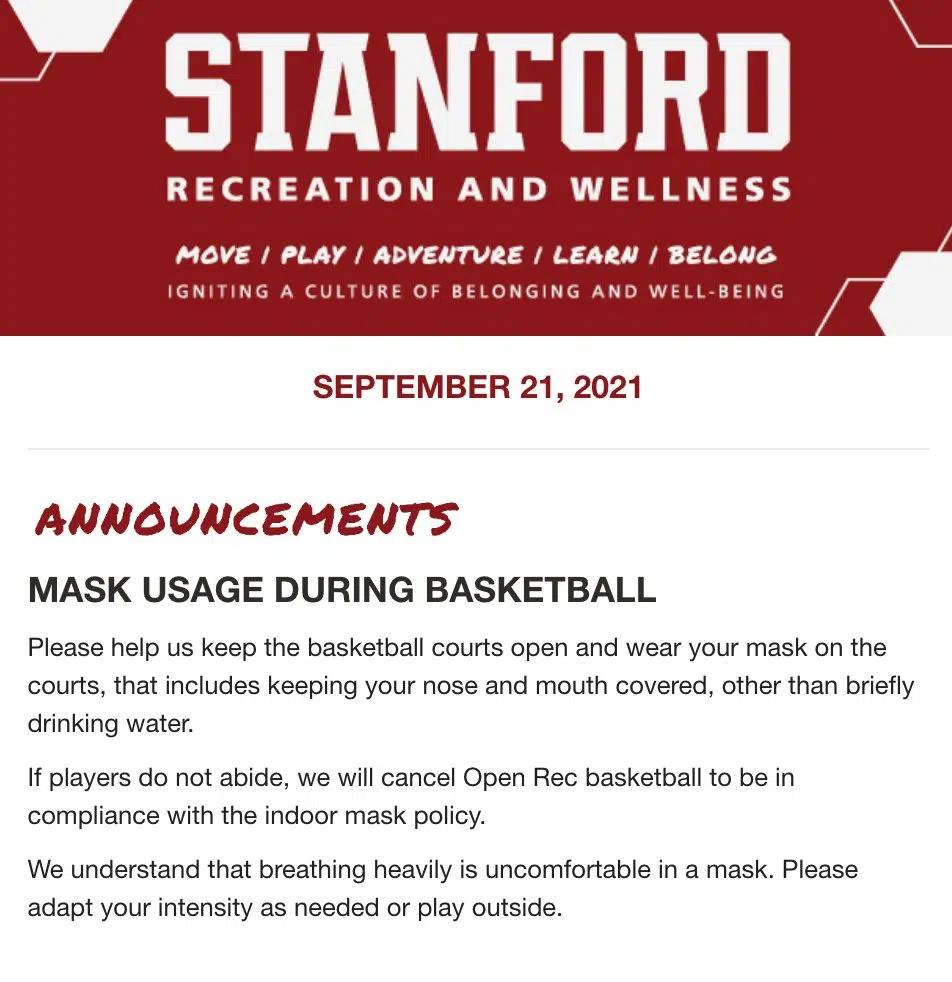 STANFORD
RECREATION AND WELLNESS
MOVE / PLAY / ADVENTURE / LEARN / BELONG
IGNITING A CULTURE OF BELONGING AND WELL-BEING
SEPTEMBER 21, 2021
ANNOUNCEMENTS
MASK USAGE DURING BASKETBALL
Please help us keep the basketball courts open and wear your mask on the
courts, that includes keeping your nose and mouth covered, other than briefly
drinking water.
If players do not abide, we will cancel Open Rec basketball to be in
compliance with the indoor mask policy.
We understand that breathing heavily is uncomfortable in a mask. Please
adapt your intensity as needed or play outside.